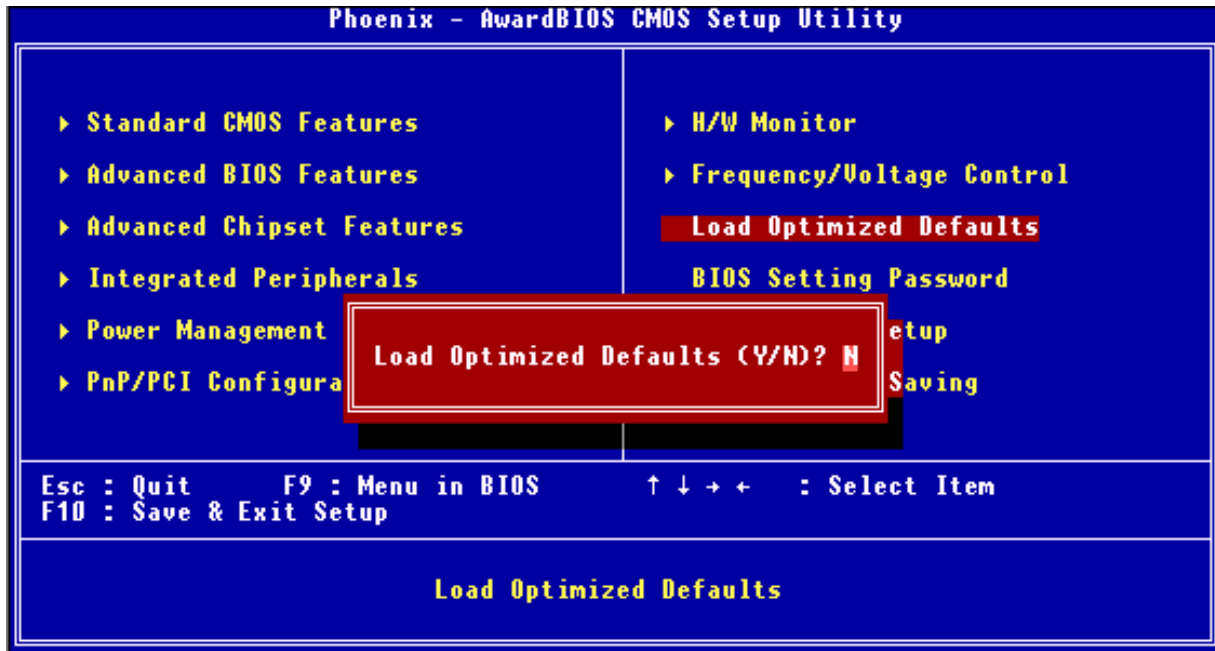 Phoenix - AwardBIOS CMOS Setup Utility
Standard CMOS Features
Advanced BIOS Features
Advanced Chipset Features
Integrated Peripherals
Power Management
PnP/PCI Configura
H/W Monitor
Frequency/Voltage Control
Load Optimized Defaults
BIOS Setting Password
etup
Saving
Load Optimized Defaults (Y/N)? N
Esc : Quit F9 : Menu in BIOS ↑ ↓ → ← : Select Item
F10 : Save & Exit Setup
Load Optimized Defaults